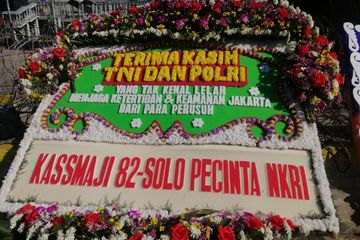 TERIMA KASIH
TNI DAN POLRI
YANG TAK KENAL LELAH
MENJAGA KETERTIBAN & KEAMANAN JAKARTA
DARI PARA PERUSUH
KASSMAJI 82-SOLO PECINTA NKRI